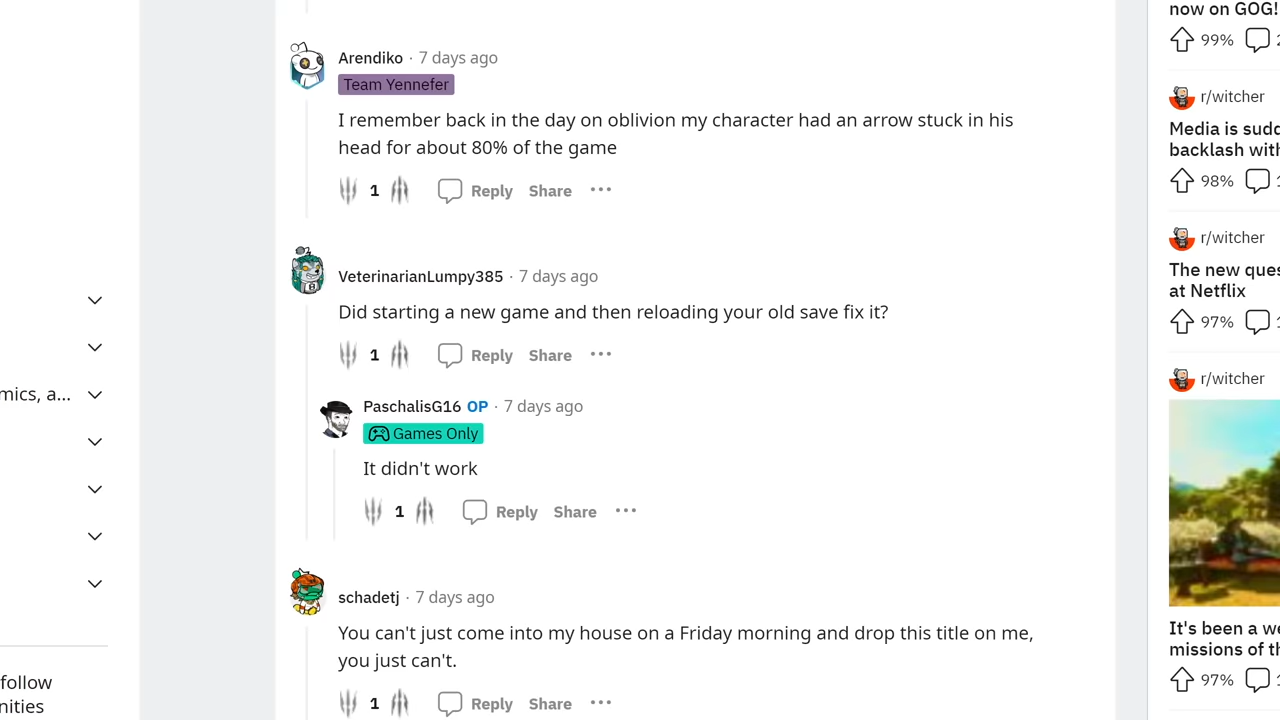 Arendiko · 7 days ago
Team Yennefer
I remember back in the day on oblivion my character had an arrow stuck in his
head for about 80% of the game
1 Reply Share
VeterinarianLumpy385 · 7 days ago
Did starting a new game and then reloading your old save fix it?
1 Reply Share
PaschalisG16 OP · 7 days ago
Games Only
It didn't work
1 Reply Share
schadetj · 7 days ago
You can't just come into my house on a Friday morning and drop this title on me,
you just can't.
1 Reply Share
mics, a...
follow
nities
now on GOG!
99%
r/witcher
Media is
backlash
98%
r/witcher
The new
at Netflix
97%
r/witcher
It's been a
missions of
97%